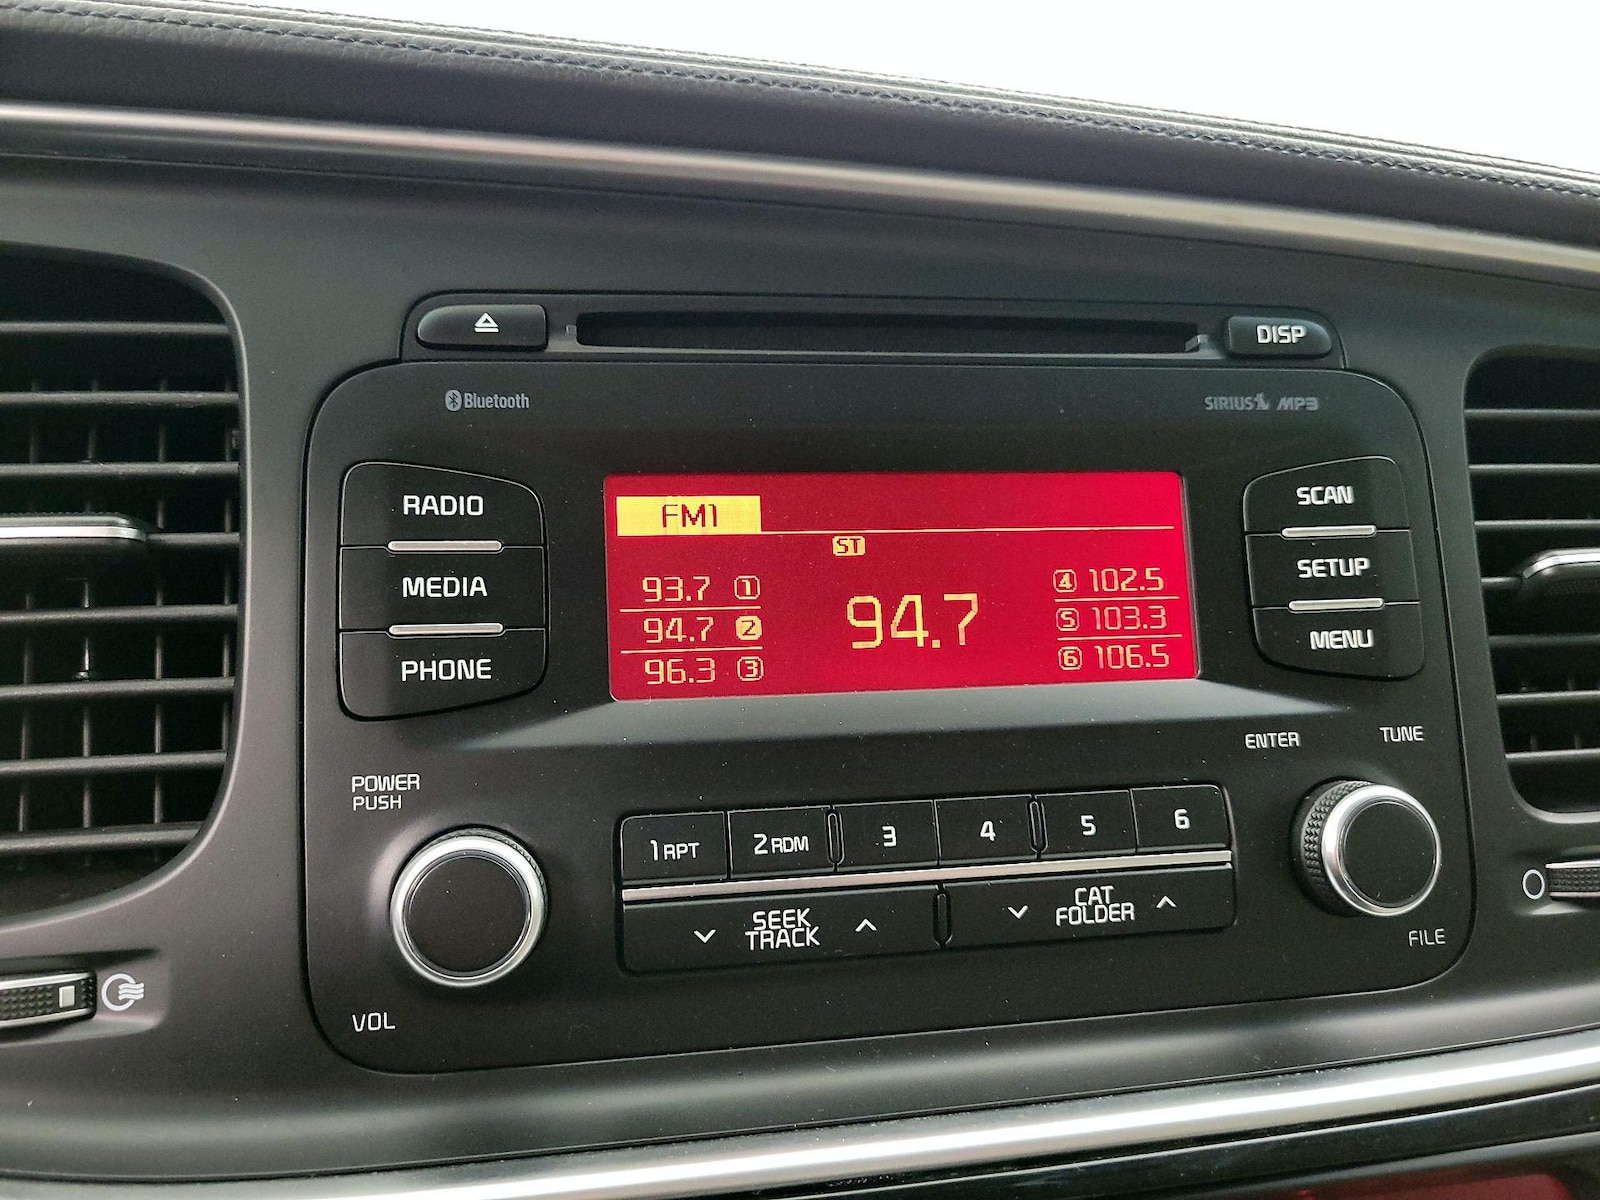 DISP
Bluetooth
SIRIUS MP3
RADIO
MEDIA
PHONE
FM1
ST
93.7 1
94.7 2
96.3 3
94.7
4 102.5
5 103.3
6 106.5
SCAN
SETUP
MENU
ENTER
TUNE
POWER
PUSH
VOL
1 RPT
2 RDM
3
4
5
6
SEEK
TRACK
CAT
FOLDER
FILE